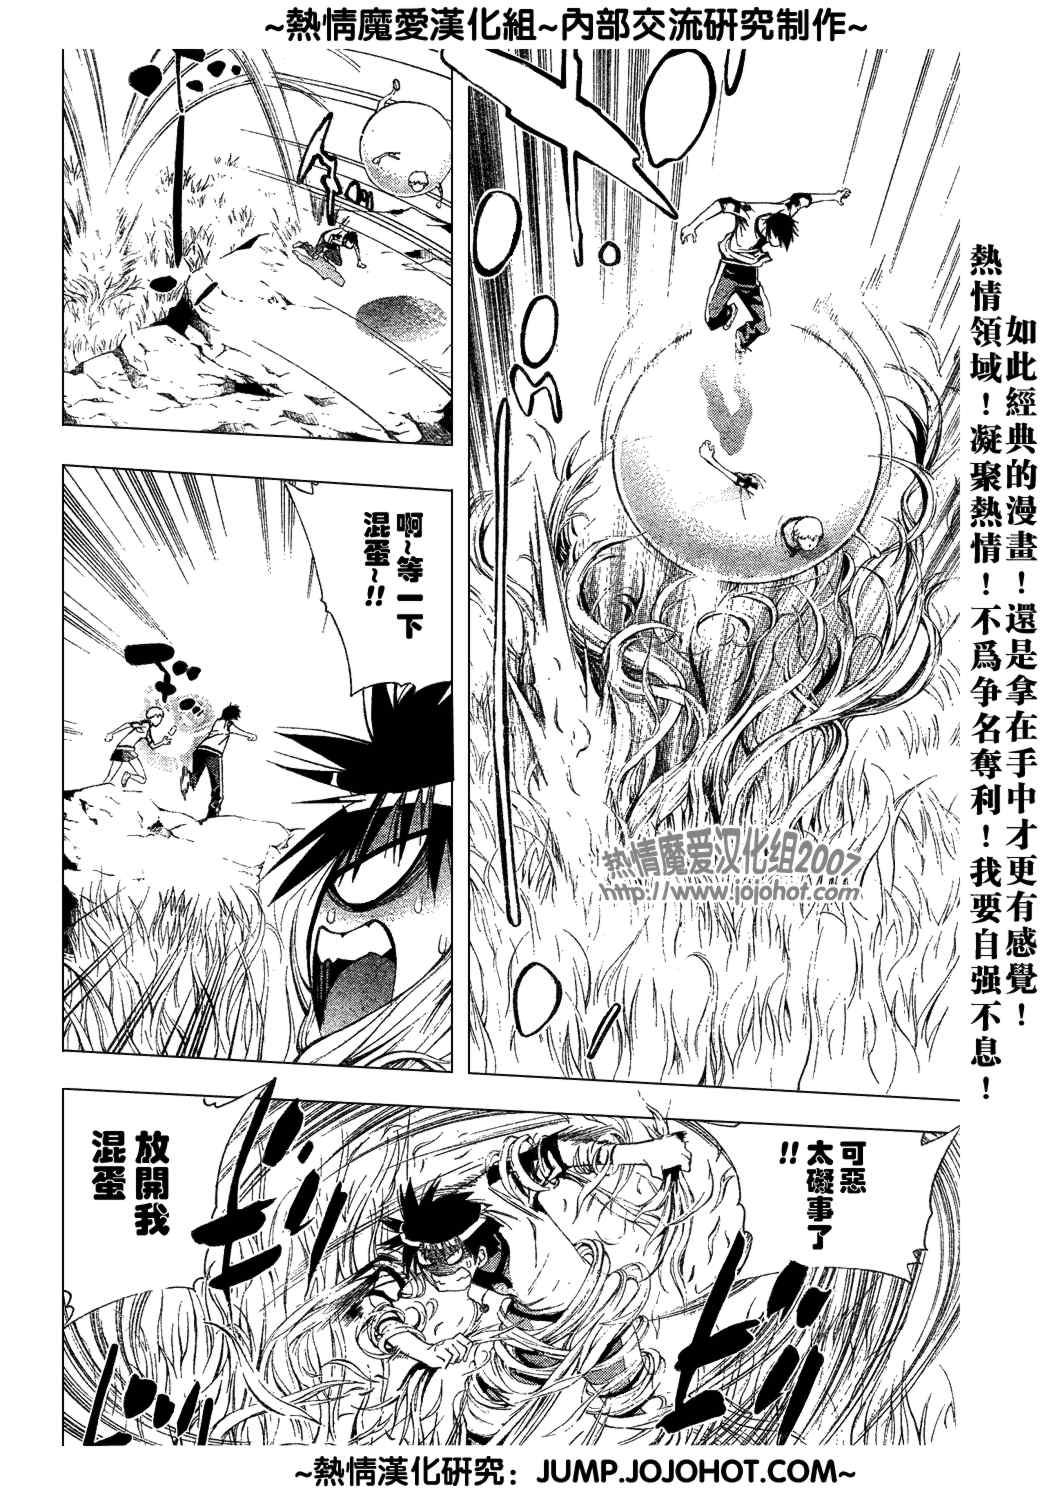 ~熱情魔愛漢化組~內部交流研究制作~
如此經典的漫畫！還是拿在手中才更有感覺！
熱情領域！凝聚熱情！不爲争名奪利！我要自强不息！
熱情魔爱汉化组2007
http://www.jojohot.com
啊~等一下
混蛋~!!
可惡
太礙事了
!!
放開我
混蛋
~熱情漢化研究：JUMP.JOJOHOT.COM~